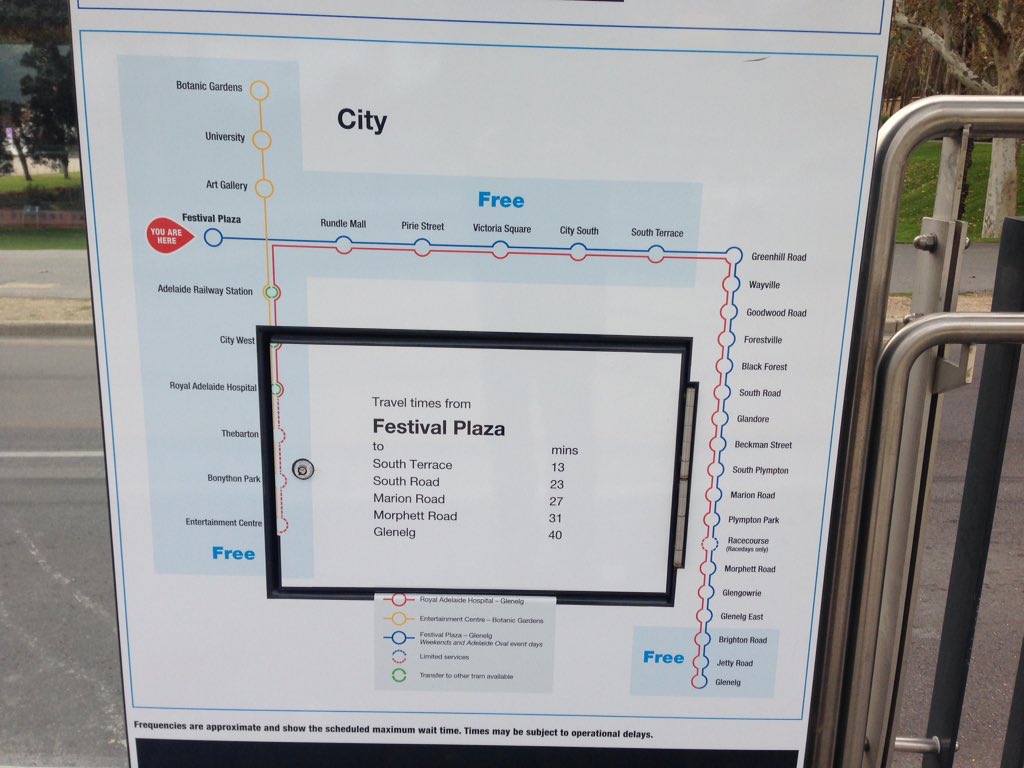 City
Botanic Gardens
University
Art Gallery
Festival Plaza
YOU ARE
HERE
Free
Rundle Mall
Pirie Street
Victoria Square
City South
South Terrace
Greenhill Road
Wayville
Goodwood Road
Forestville
Black Forest
South Road
Glandore
Beckman Street
South Plympton
Marion Road
Plympton Park
Racecourse
(Racedays only)
Morphett Road
Glengowrie
Glenelg East
Brighton Road
Jetty Road
Glenelg
Free
Adelaide Railway Station
City West
Royal Adelaide Hospital
Thebarton
Bonython Park
Entertainment Centre
Free
Travel times from
Festival Plaza
to mins
South Terrace 13
South Road 23
Marion Road 27
Morphett Road 31
Glenelg 40
Royal Adelaide Hospital – Glenelg
Entertainment Centre – Botanic Gardens
Festival Plaza – Glenelg
Weekends and Adelaide Oval event days
Limited services
Transfer to other tram available
Frequencies are approximate and show the scheduled maximum wait time. Times may be subject to operational delays.